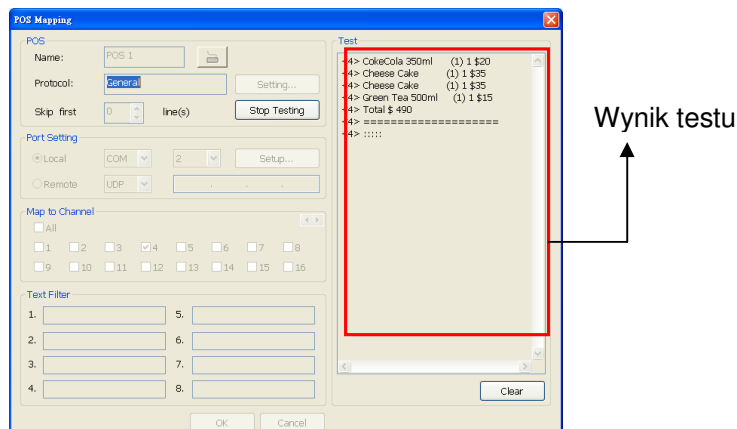 POS Mapping
POS
Name: POS 1
Protocol: General Setting...
Skip first 0 line(s) Stop Testing
Port Setting
Local COM 2 Setup...
Remote UDP . . .
Map to Channel
All
1 2 3 4 5 6 7 8
9 10 11 12 13 14 15 16
Text Filter
1. 5.
2. 6.
3. 7.
4. 8.
OK Cancel
Test
-4> CokeCola 350ml (1) 1 $20
-4> Cheese Cake (1) 1 $35
-4> Cheese Cake (1) 1 $35
-4> Green Tea 500ml (1) 1 $15
-4> Total $ 490
-4> ====================
-4> :::::
Clear
Wynik testu